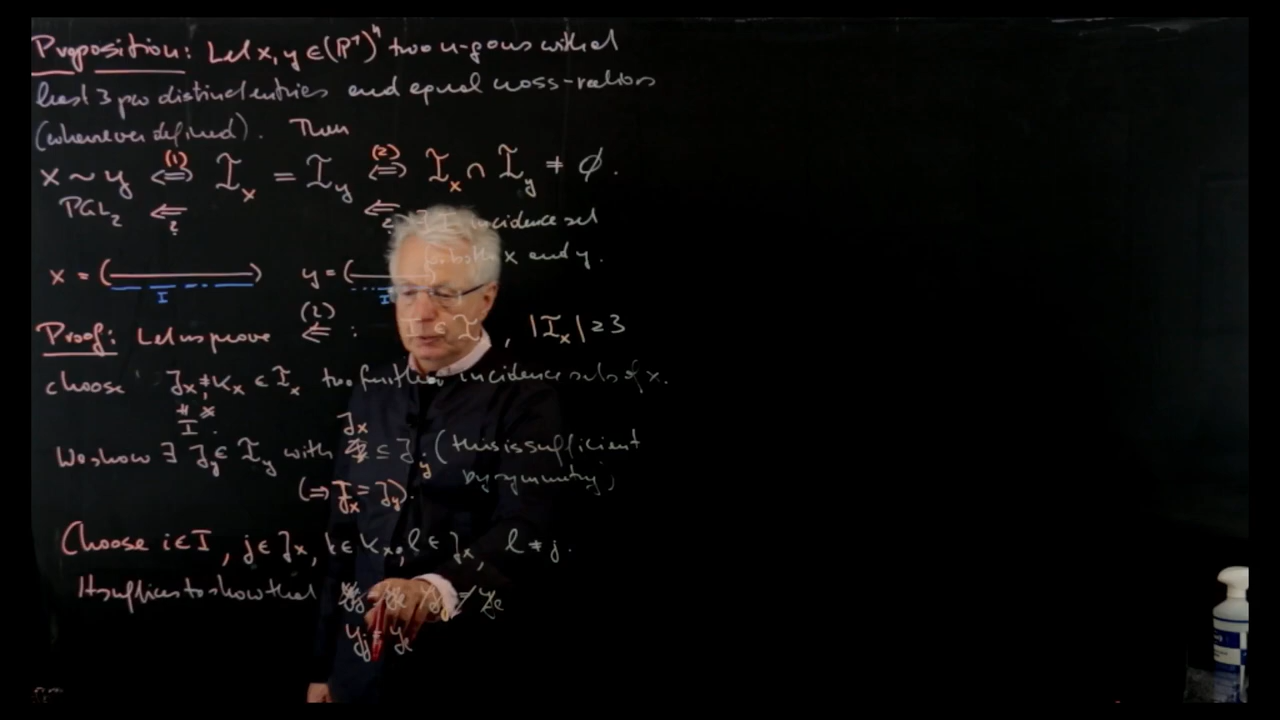 Proposition: Let x, y ∈ (P¹)ⁿ two n-gons with at
least 3 pw distinct entries and equal cross-ratios
(whenever defined). Then
x ~ y ⇔ (1) I_x = I_y ⇔ (2) I_x ∩ I_y ≠ ∅.
PGL₂ ⇐ ? ⇐ ? ∃ I incidence set
for both x and y.
x = ( ) y = (
I I
Proof: Let us prove (2) ⇐ : I ∈ I , |I_x| ≥ 3
choose J_x ≠ K_x ∈ I_x two further incidence sets of x.
≠ ≠
I .
We show ∃ J_y ∈ I_y with J_x ⊆ J_y (this is sufficient
by symmetry)
(⇒ J_x = J_y).
Choose i ∈ I, j ∈ J_x, k ∈ K_x, l ∈ J_x, l ≠ j.
It suffices to show that
y_j = y_l